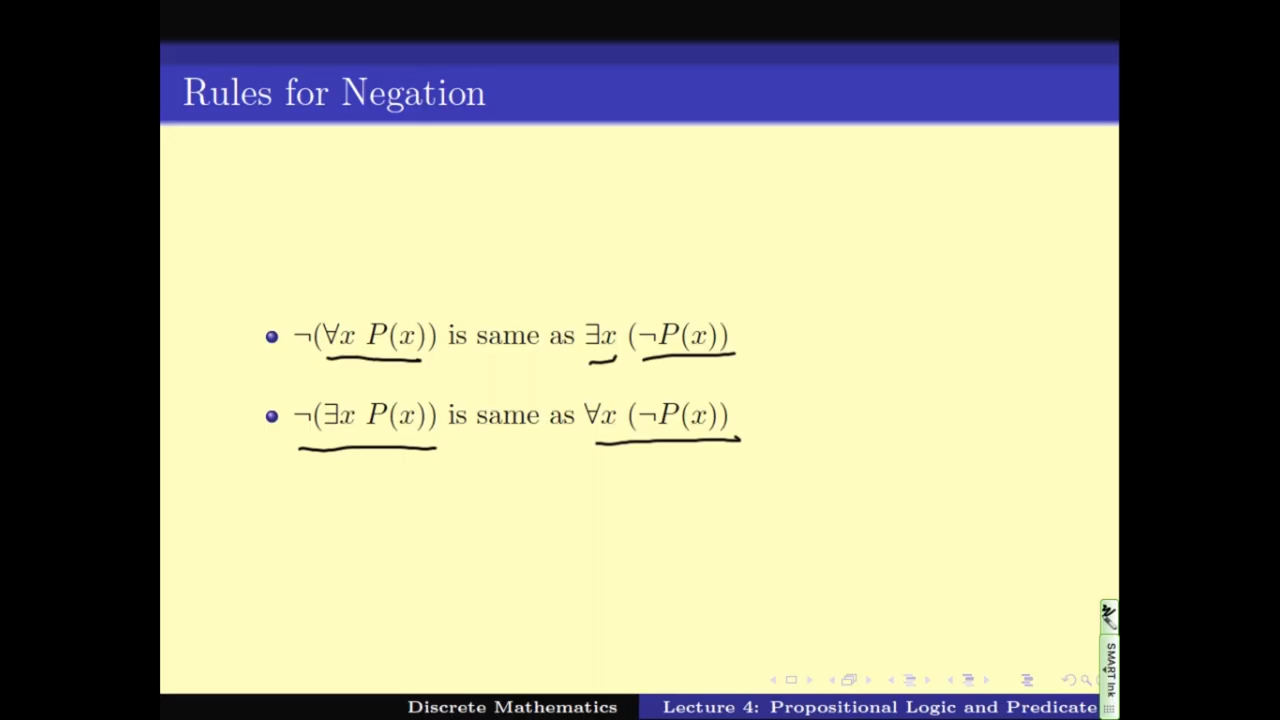 Rules for Negation
¬(∀x P(x)) is same as ∃x (¬P(x))
¬(∃x P(x)) is same as ∀x (¬P(x))
SMART Ink
Discrete Mathematics
Lecture 4: Propositional Logic and Predicate